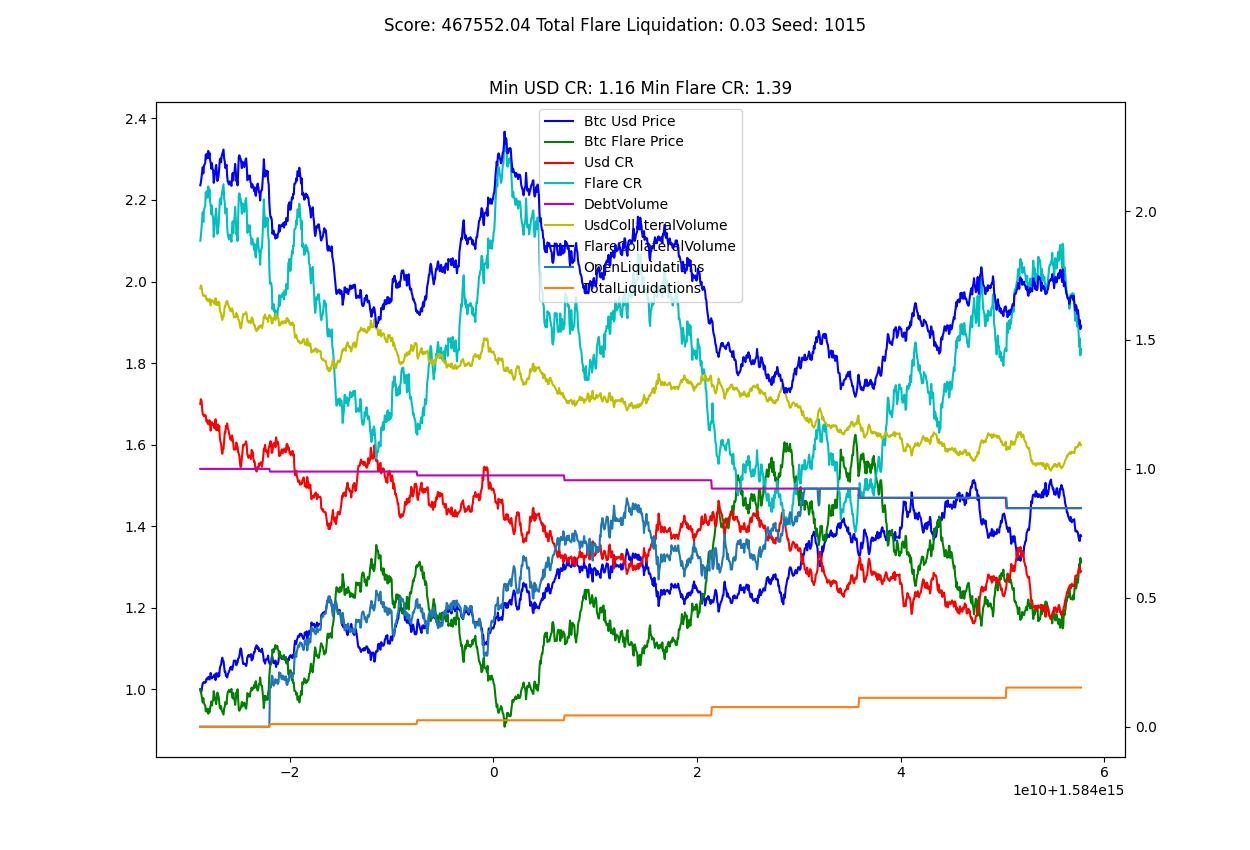 Score: 467552.04 Total Flare Liquidation: 0.03 Seed: 1015
Min USD CR: 1.16 Min Flare CR: 1.39
Btc Usd Price
Btc Flare Price
Usd CR
Flare CR
DebtVolume
UsdCollateralVolume
FlareCollateralVolume
OpenLiquidations
TotalLiquidations
2.4
2.2
2.0
1.8
1.6
1.4
1.2
1.0
2.0
1.5
1.0
0.5
0.0
−2 0 2 4 6
1e10+1.584e15